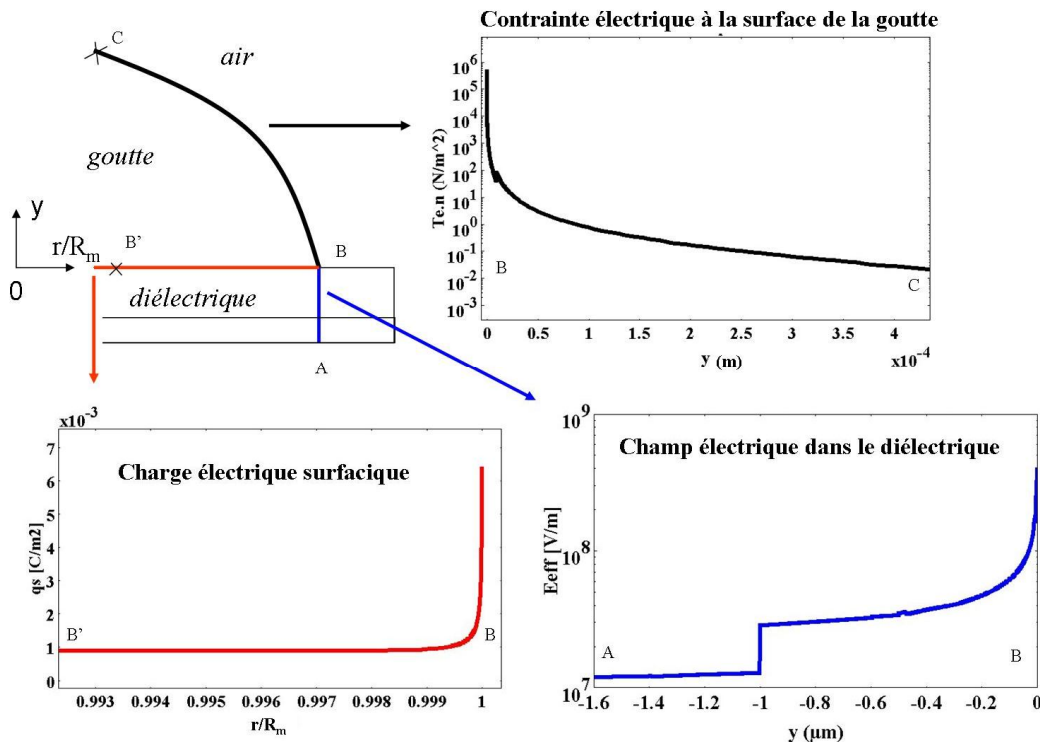 C
air
goutte
y
r/Rm
B'
B
0
diélectrique
A
Contrainte électrique à la surface de la goutte
Te.n (N/m^2)
10^6
10^5
10^4
10^3
10^2
10^0
10^-1
10^-2
10^-3
B
C
0
0.5
1
1.5
2
2.5
3
3.5
4
x10^-4
y (m)
x10^-3
Charge électrique surfacique
qs [C/m2]
7
6
5
4
3
2
1
0
B'
B
0.993
0.994
0.995
0.996
0.997
0.998
0.999
1
r/Rm
Champ électrique dans le diélectrique
Eeff [V/m]
10^9
10^8
10^7
A
B
-1.6
-1.4
-1.2
-1
-0.8
-0.6
-0.4
-0.2
0
y (µm)